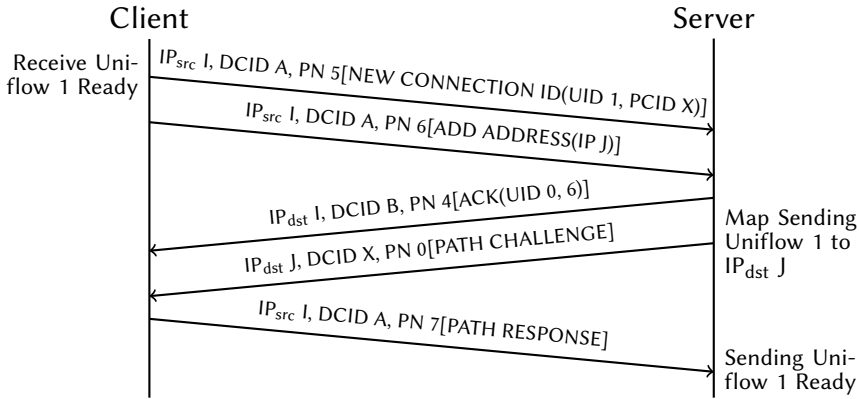 Client
Server
Receive Uni-
flow 1 Ready
IPsrc I, DCID A, PN 5[NEW CONNECTION ID(UID 1, PCID X)]
IPsrc I, DCID A, PN 6[ADD ADDRESS(IP J)]
IPdst I, DCID B, PN 4[ACK(UID 0, 6)]
Map Sending
Uniflow 1 to
IPdst J
IPdst J, DCID X, PN 0[PATH CHALLENGE]
IPsrc I, DCID A, PN 7[PATH RESPONSE]
Sending Uni-
flow 1 Ready